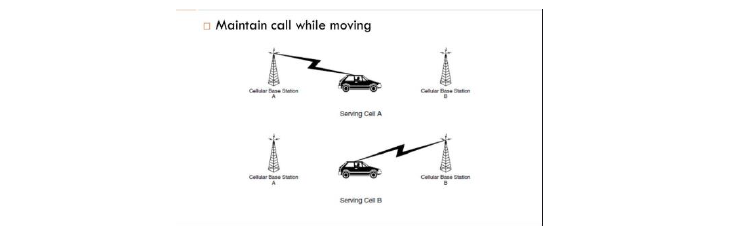 Maintain call while moving
Cellular Base Station
A
Cellular Base Station
B
Serving Cell A
Cellular Base Station
A
Cellular Base Station
B
Serving Cell B